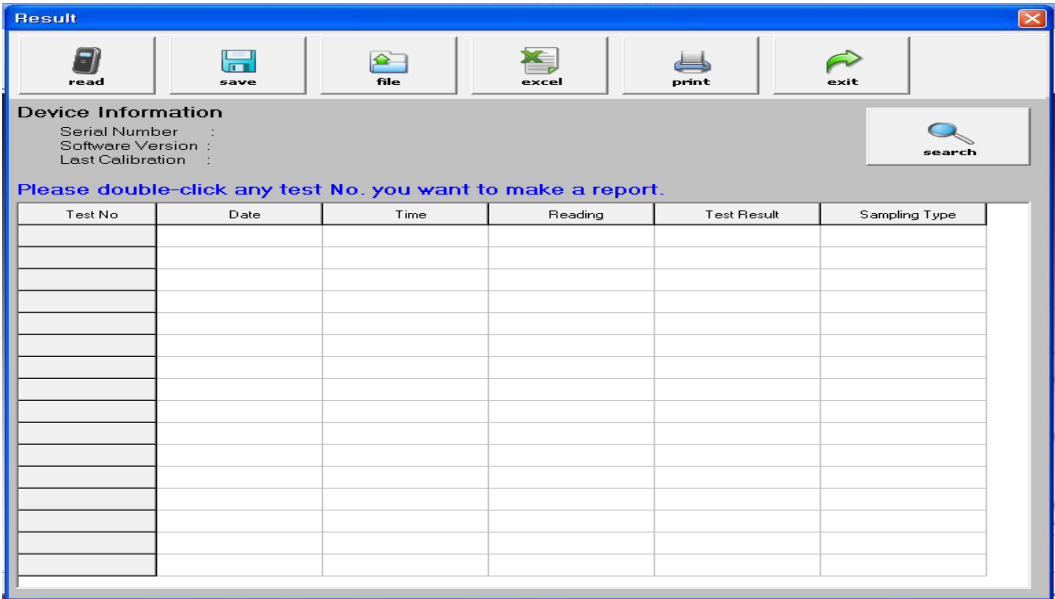 Result
read save file excel print exit
Device Information
Serial Number :
Software Version :
Last Calibration :
search
Please double-click any test No. you want to make a report.
Test No Date Time Reading Test Result Sampling Type